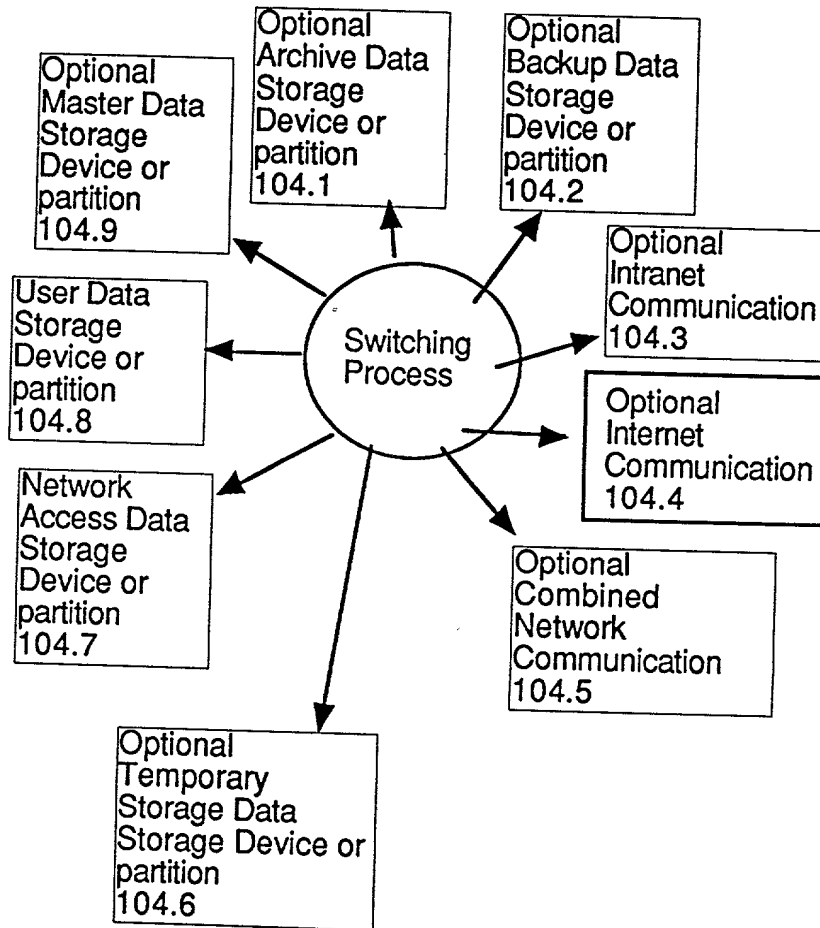 Optional
Archive Data
Storage
Device or
partition
104.1
Optional
Backup Data
Storage
Device or
partition
104.2
Optional
Master Data
Storage
Device or
partition
104.9
Optional
Intranet
Communication
104.3
User Data
Storage
Device or
partition
104.8
Switching
Process
Optional
Internet
Communication
104.4
Network
Access Data
Storage
Device or
partition
104.7
Optional
Combined
Network
Communication
104.5
Optional
Temporary
Storage Data
Storage Device or
partition
104.6